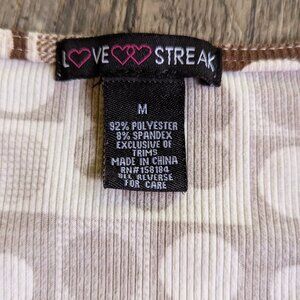 LOVE STREAK
M
92% POLYESTER
8% SPANDEX
EXCLUSIVE OF
TRIMS
MADE IN CHINA
RN#158184
SEE REVERSE
FOR CARE